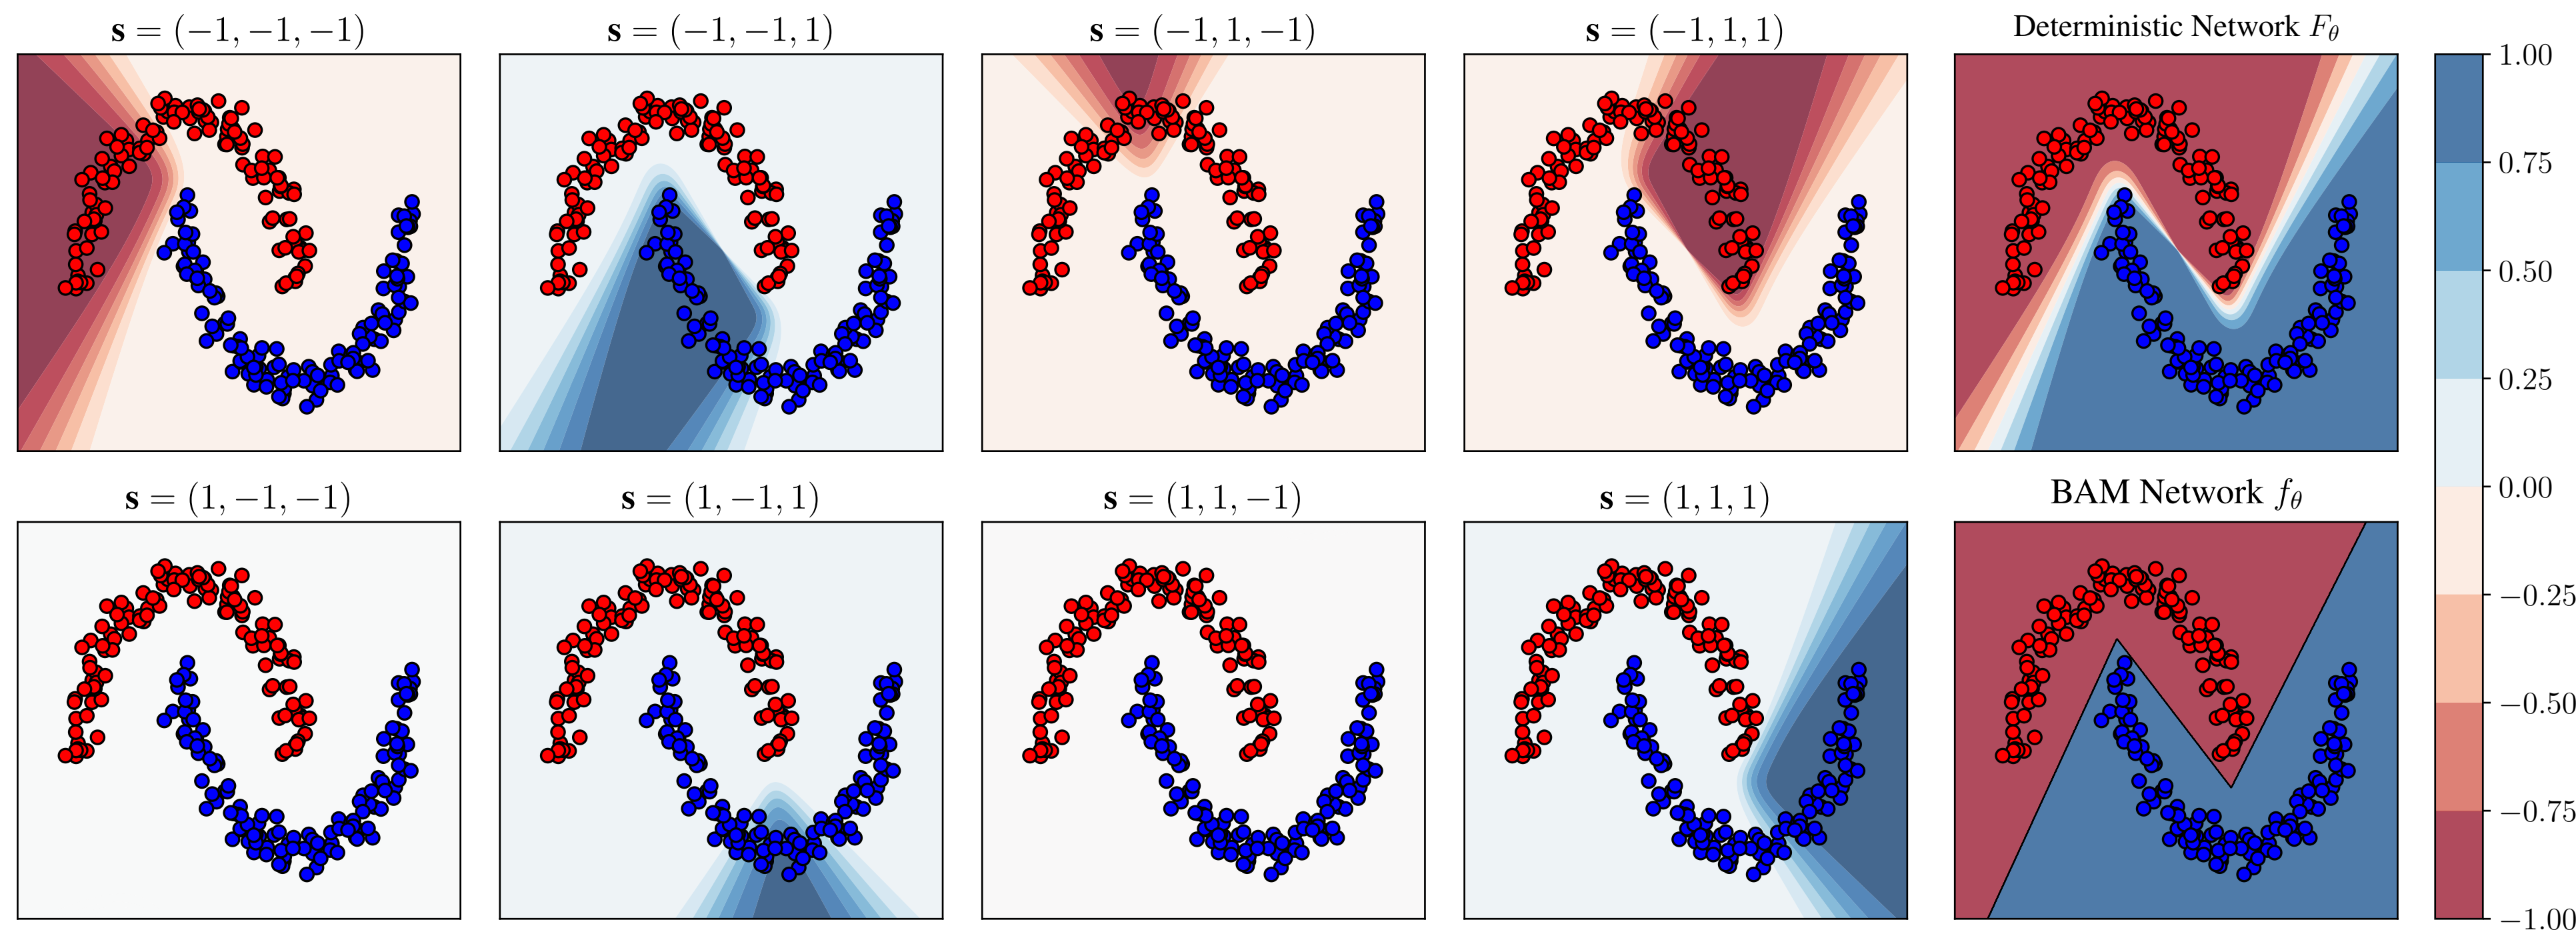 s = (−1, −1, −1)
s = (−1, −1, 1)
s = (−1, 1, −1)
s = (−1, 1, 1)
Deterministic Network F_θ
s = (1, −1, −1)
s = (1, −1, 1)
s = (1, 1, −1)
s = (1, 1, 1)
BAM Network f_θ
1.00
0.75
0.50
0.25
0.00
−0.25
−0.50
−0.75
−1.00